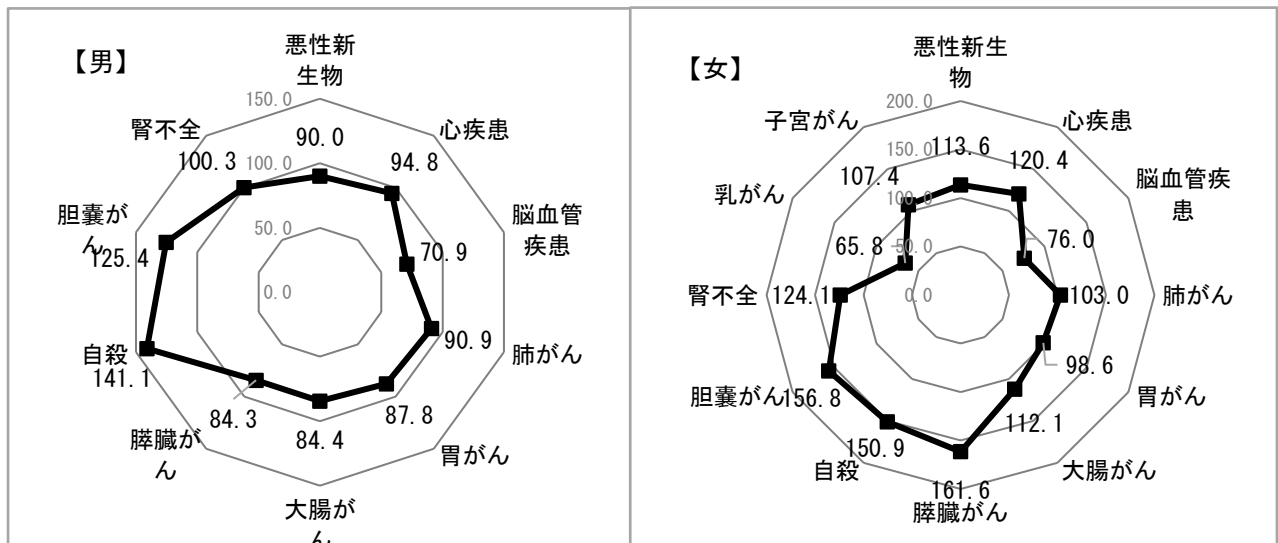 【男】
悪性新
生物
心疾患
脳血管
疾患
肺がん
胃がん
大腸が
ん
膵臓が
ん
自殺
胆嚢が
ん
腎不全
150.0
100.0
50.0
0.0
90.0
94.8
70.9
90.9
87.8
84.4
84.3
141.1
125.4
100.3
【女】
悪性新生
物
心疾患
脳血管疾
患
肺がん
胃がん
大腸がん
膵臓がん
自殺
胆嚢がん
腎不全
乳がん
子宮がん
200.0
150.0
100.0
50.0
0.0
113.6
120.4
76.0
103.0
98.6
112.1
161.6
150.9
156.8
124.1
65.8
107.4